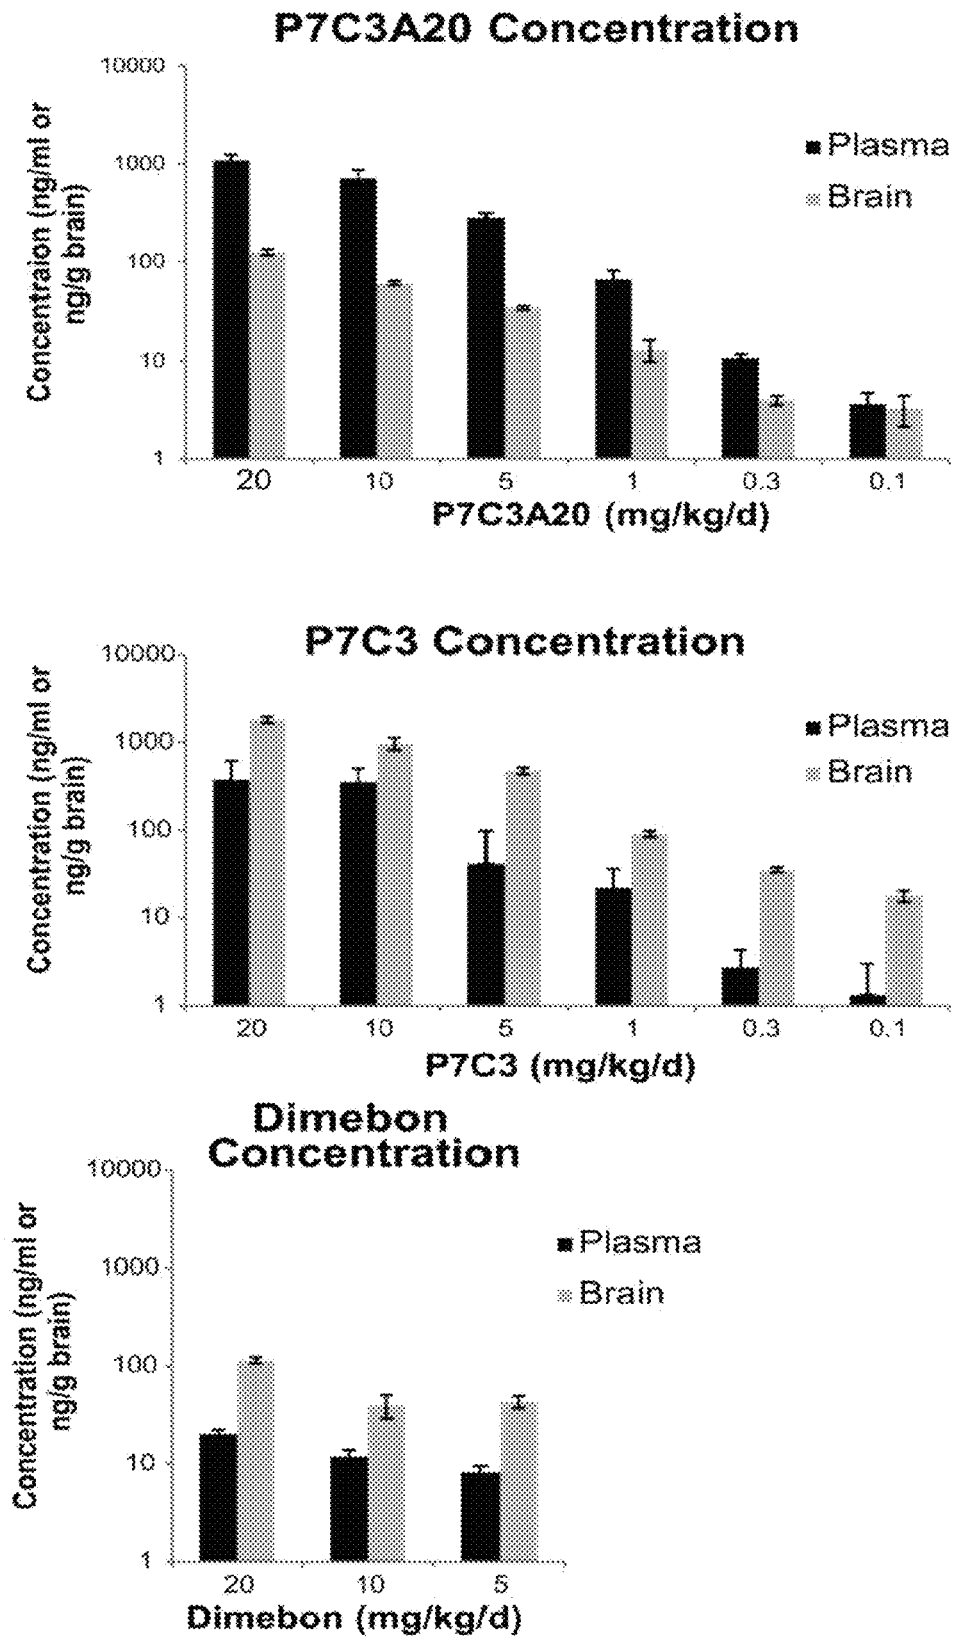 P7C3A20 Concentration
Concentraion (ng/ml or
ng/g brain)
10000
1000
100
10
1
Plasma
Brain
20 10 5 1 0.3 0.1
P7C3A20 (mg/kg/d)
P7C3 Concentration
Concentration (ng/ml or
ng/g brain)
10000
1000
100
10
1
Plasma
Brain
20 10 5 1 0.3 0.1
P7C3 (mg/kg/d)
Dimebon
Concentration
Concentration (ng/ml or
ng/g brain)
10000
1000
100
10
1
Plasma
Brain
20 10 5
Dimebon (mg/kg/d)